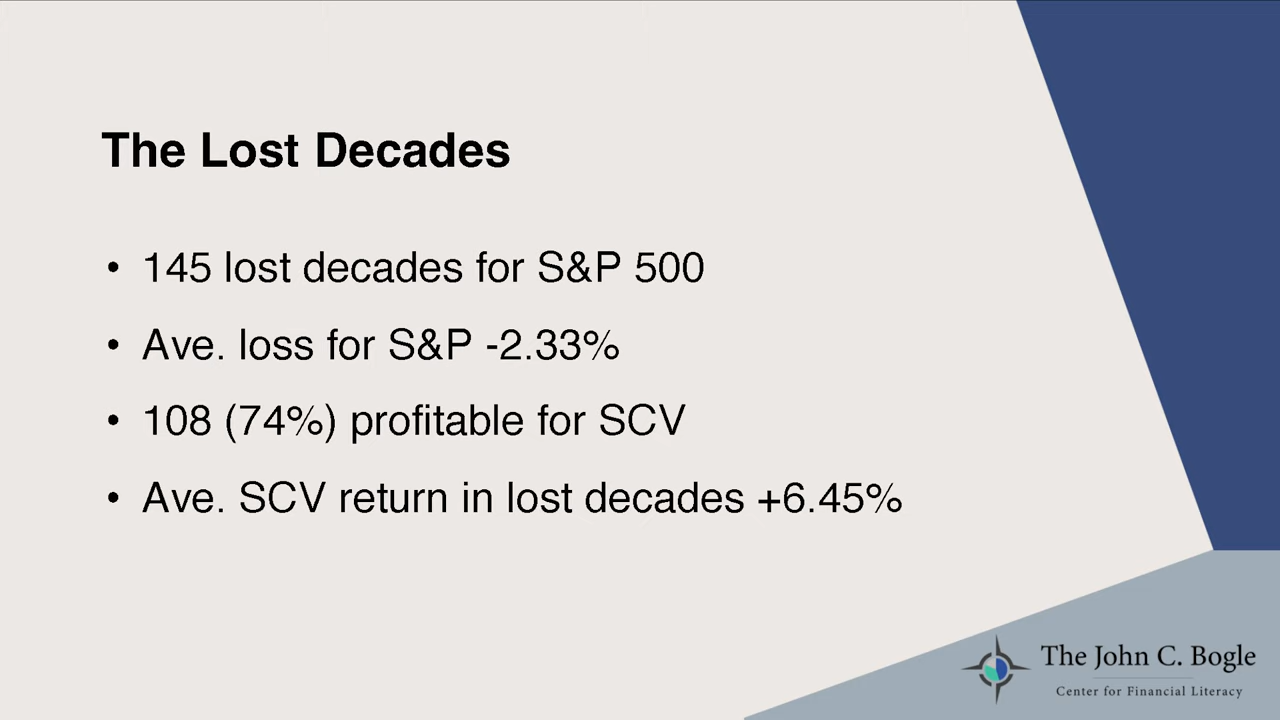 The Lost Decades
• 145 lost decades for S&P 500
• Ave. loss for S&P -2.33%
• 108 (74%) profitable for SCV
• Ave. SCV return in lost decades +6.45%
The John C. Bogle
Center for Financial Literacy